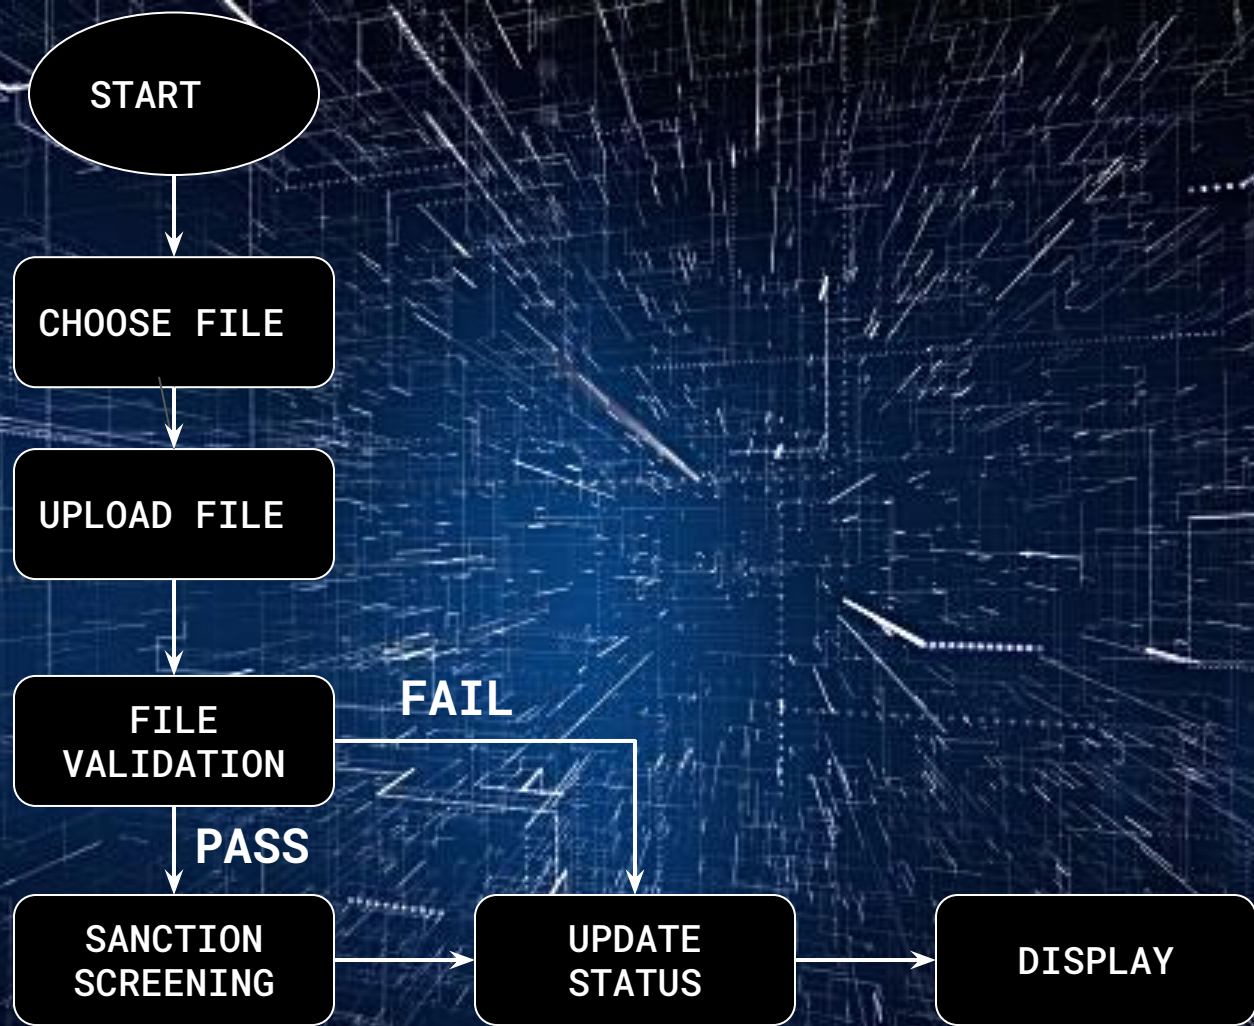 START
CHOOSE FILE
UPLOAD FILE
FILE
VALIDATION
FAIL
PASS
SANCTION
SCREENING
UPDATE
STATUS
DISPLAY